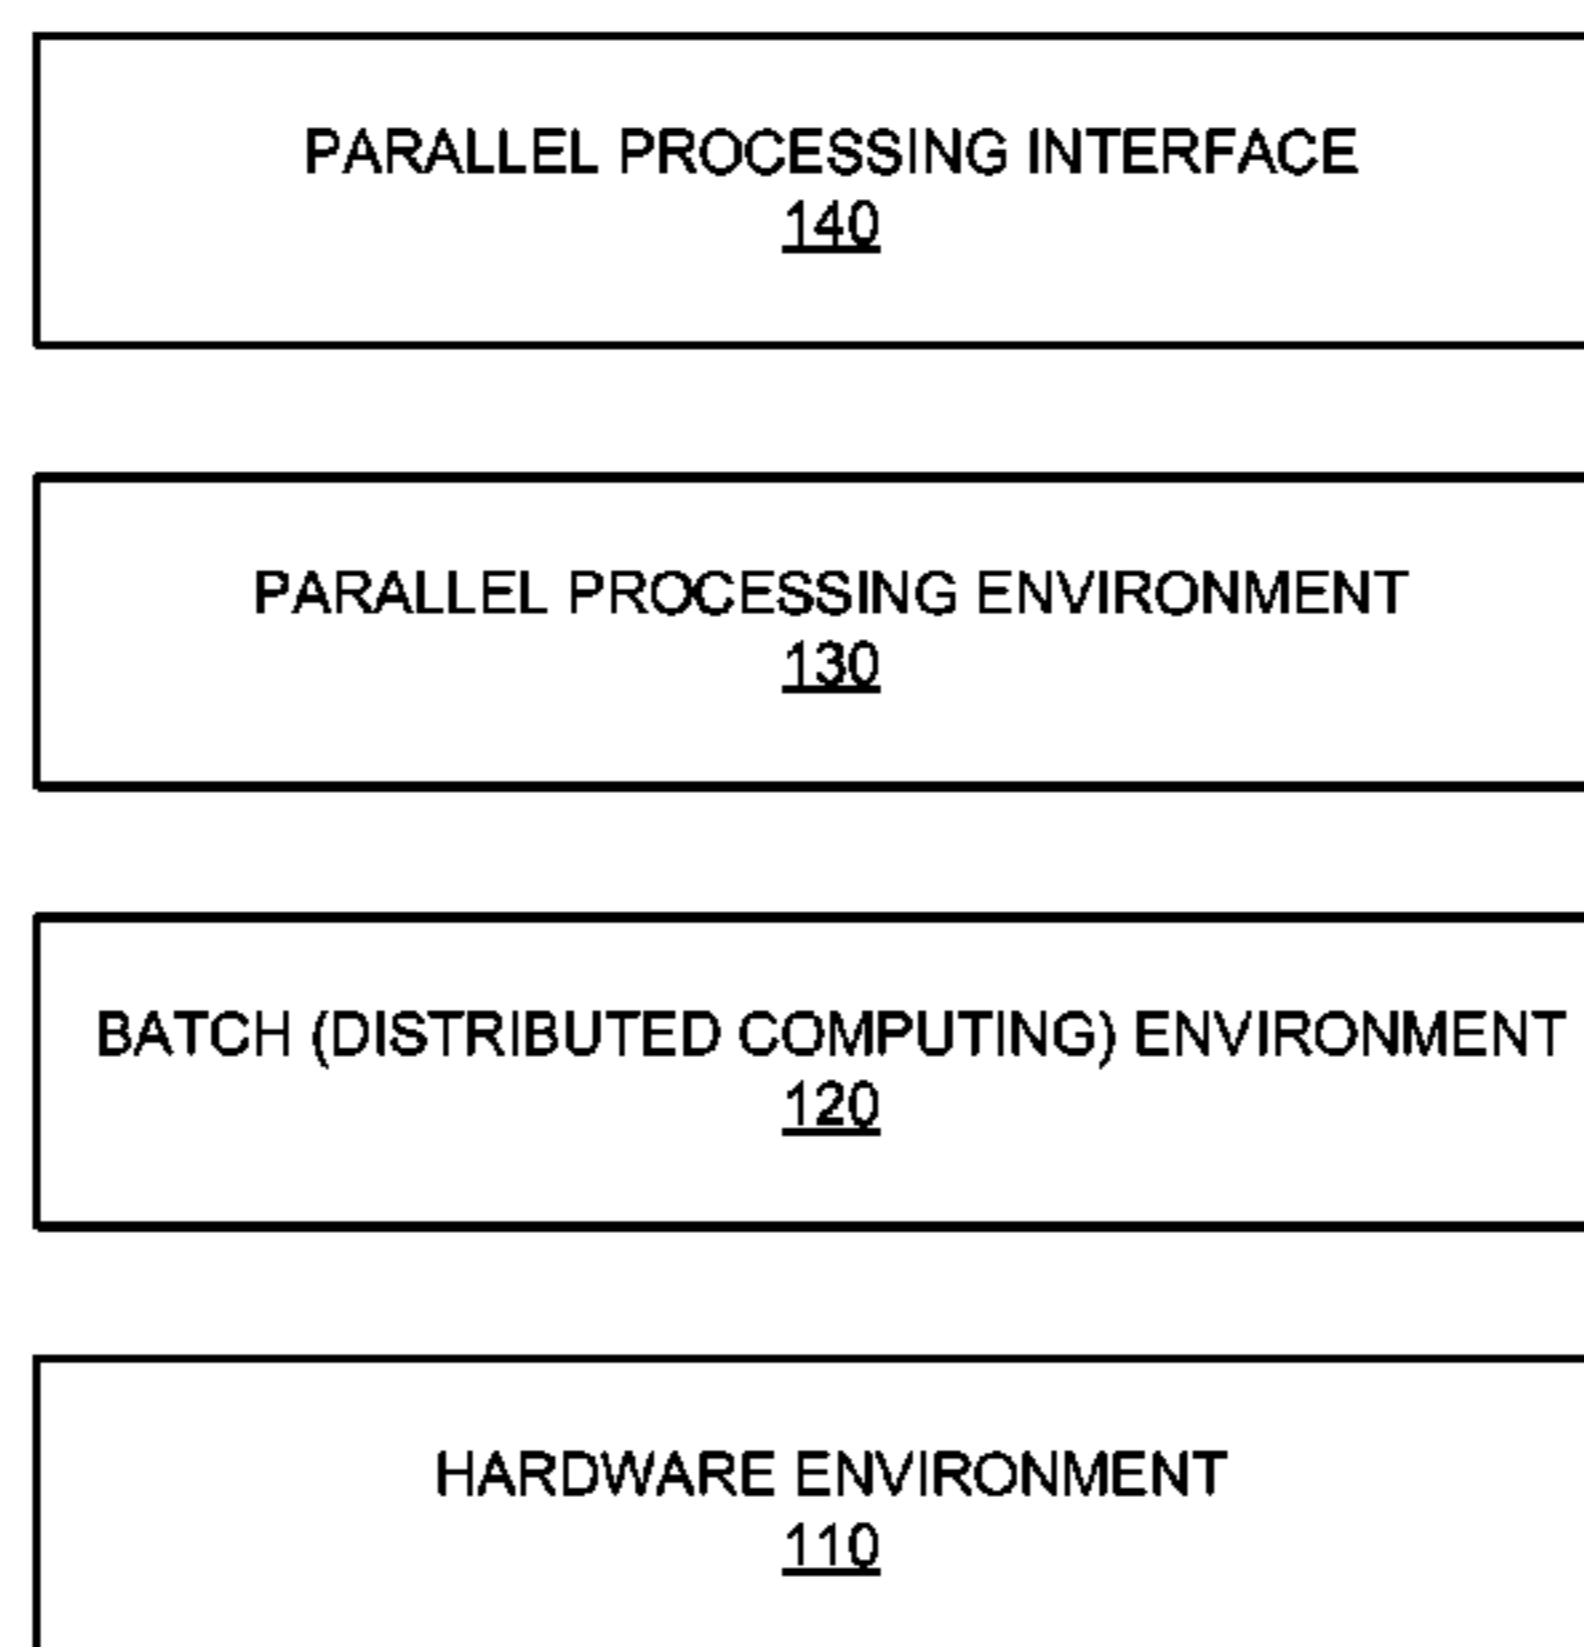 PARALLEL PROCESSING INTERFACE
140
PARALLEL PROCESSING ENVIRONMENT
130
BATCH (DISTRIBUTED COMPUTING) ENVIRONMENT
120
HARDWARE ENVIRONMENT
110